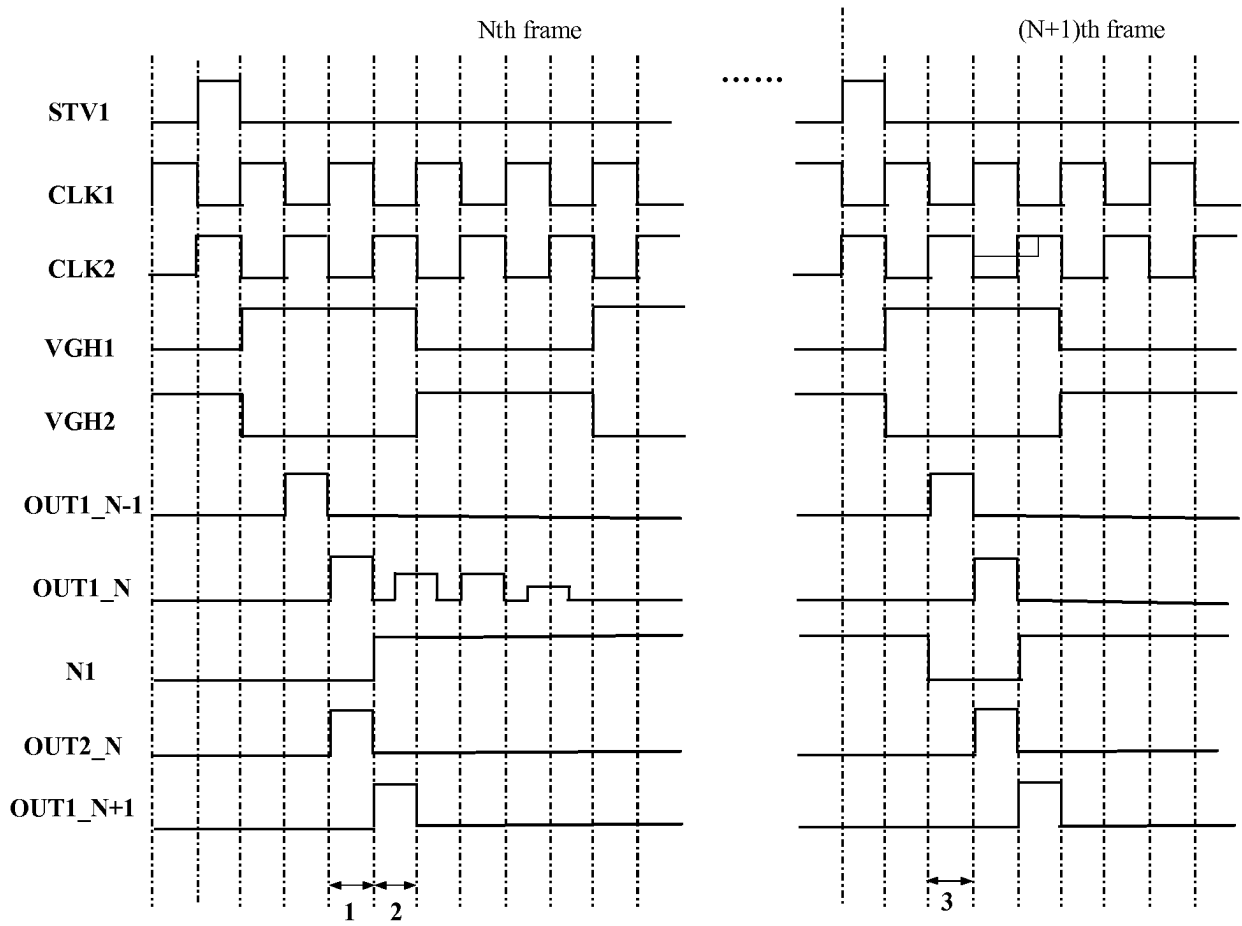 Nth frame
(N+1)th frame
......
STV1
CLK1
CLK2
VGH1
VGH2
OUT1_N-1
OUT1_N
N1
OUT2_N
OUT1_N+1
1
2
3